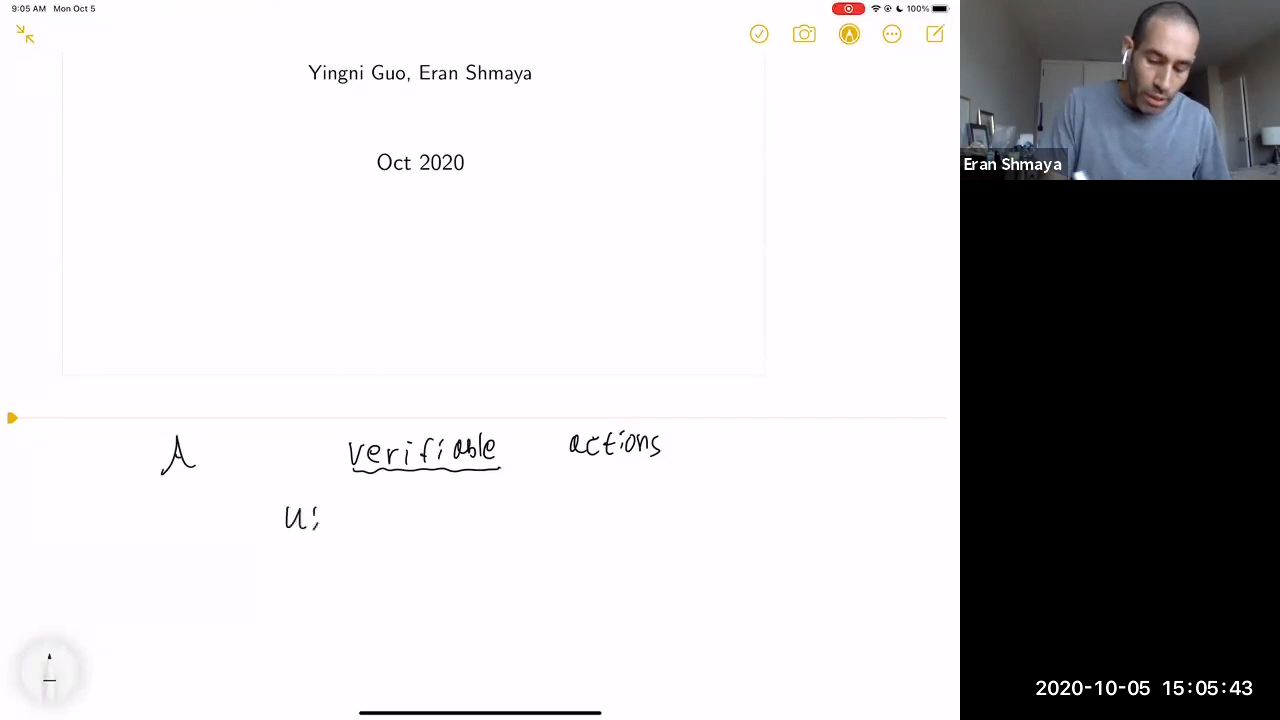 9:05 AM Mon Oct 5
100%
Yingni Guo, Eran Shmaya
Oct 2020
A verifiable actions
u:
Eran Shmaya
2020-10-05 15:05:43